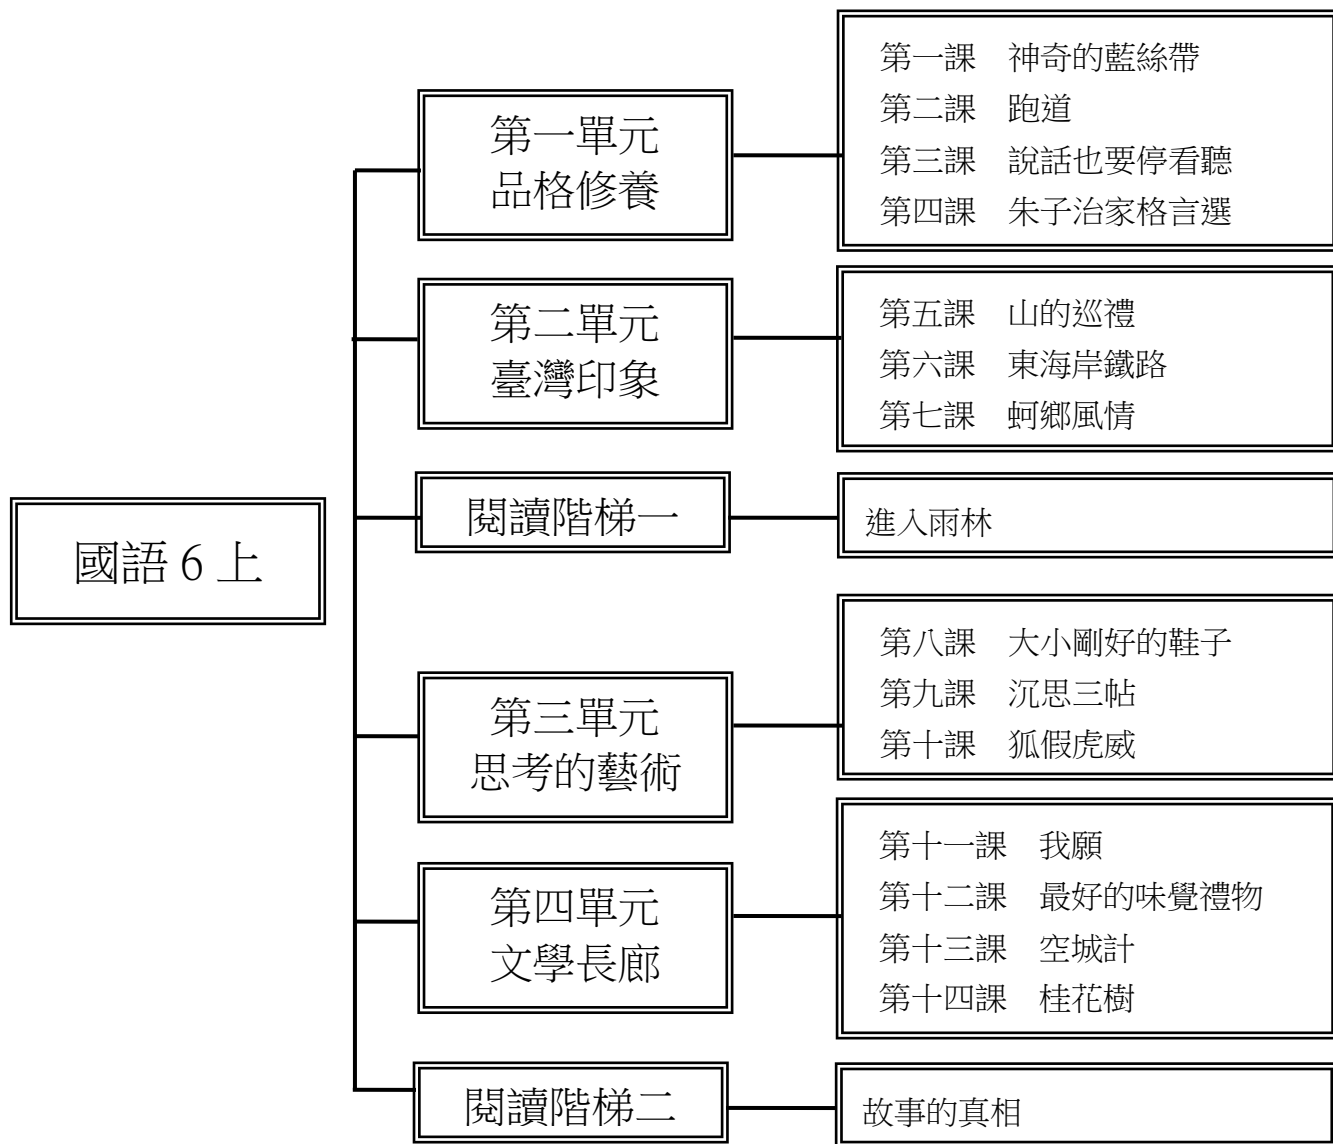 國語 6 上
第一單元
品格修養
第一課　神奇的藍絲帶
第二課　跑道
第三課　說話也要停看聽
第四課　朱子治家格言選
第二單元
臺灣印象
第五課　山的巡禮
第六課　東海岸鐵路
第七課　蚵鄉風情
閱讀階梯一
進入雨林
第三單元
思考的藝術
第八課　大小剛好的鞋子
第九課　沉思三帖
第十課　狐假虎威
第四單元
文學長廊
第十一課　我願
第十二課　最好的味覺禮物
第十三課　空城計
第十四課　桂花樹
閱讀階梯二
故事的真相